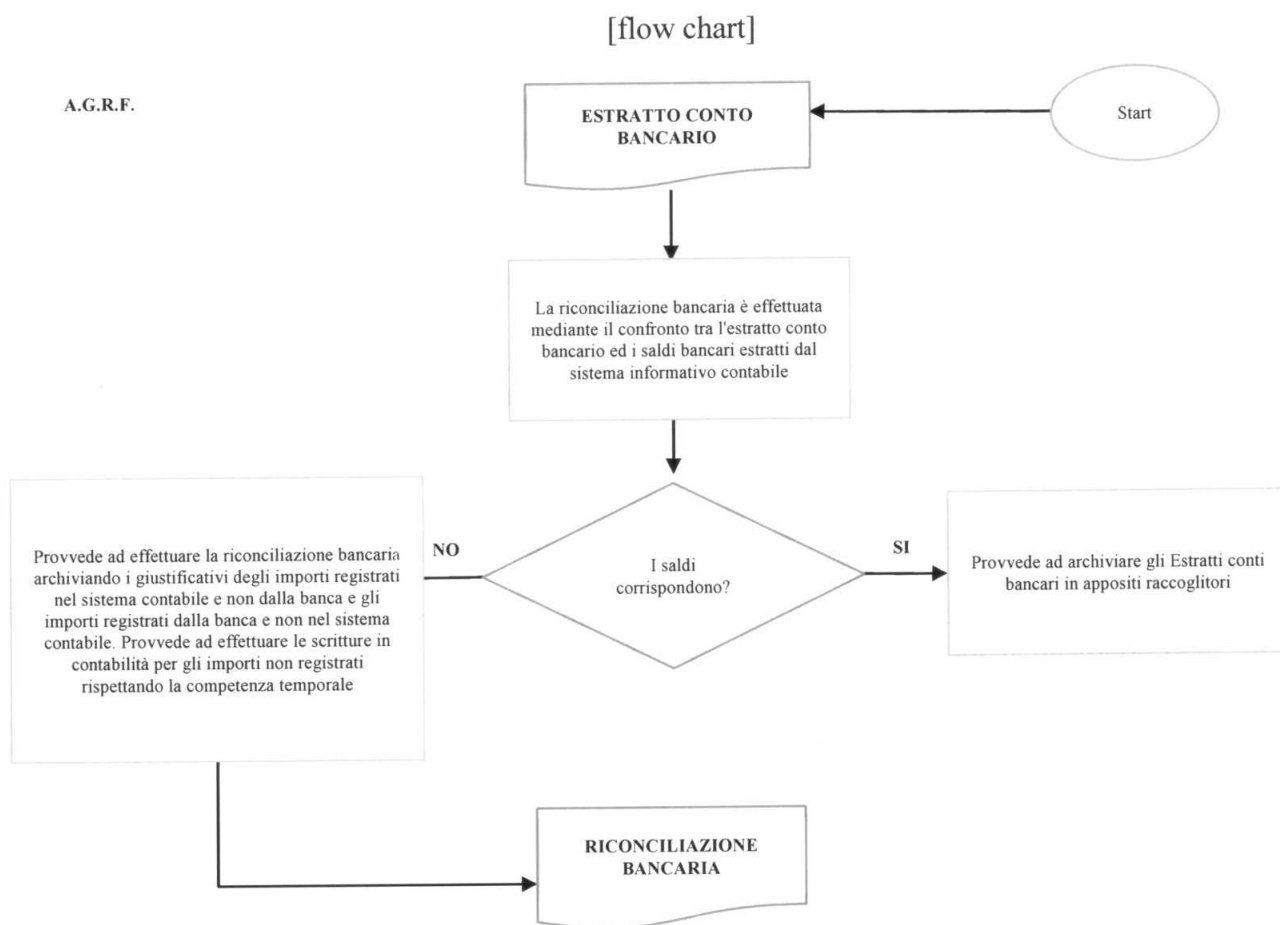 [flow chart]
A.G.R.F.
ESTRATTO CONTO
BANCARIO
Start
La riconciliazione bancaria è effettuata
mediante il confronto tra l'estratto conto
bancario ed i saldi bancari estratti dal
sistema informativo contabile
Provvede ad effettuare la riconciliazione bancaria
archiviando i giustificativi degli importi registrati
nel sistema contabile e non dalla banca e gli
importi registrati dalla banca e non nel sistema
contabile. Provvede ad effettuare le scritture in
contabilità per gli importi non registrati
rispettando la competenza temporale
NO
I saldi
corrispondono?
SI
Provvede ad archiviare gli Estratti conti
bancari in appositi raccoglitori
RICONCILIAZIONE
BANCARIA